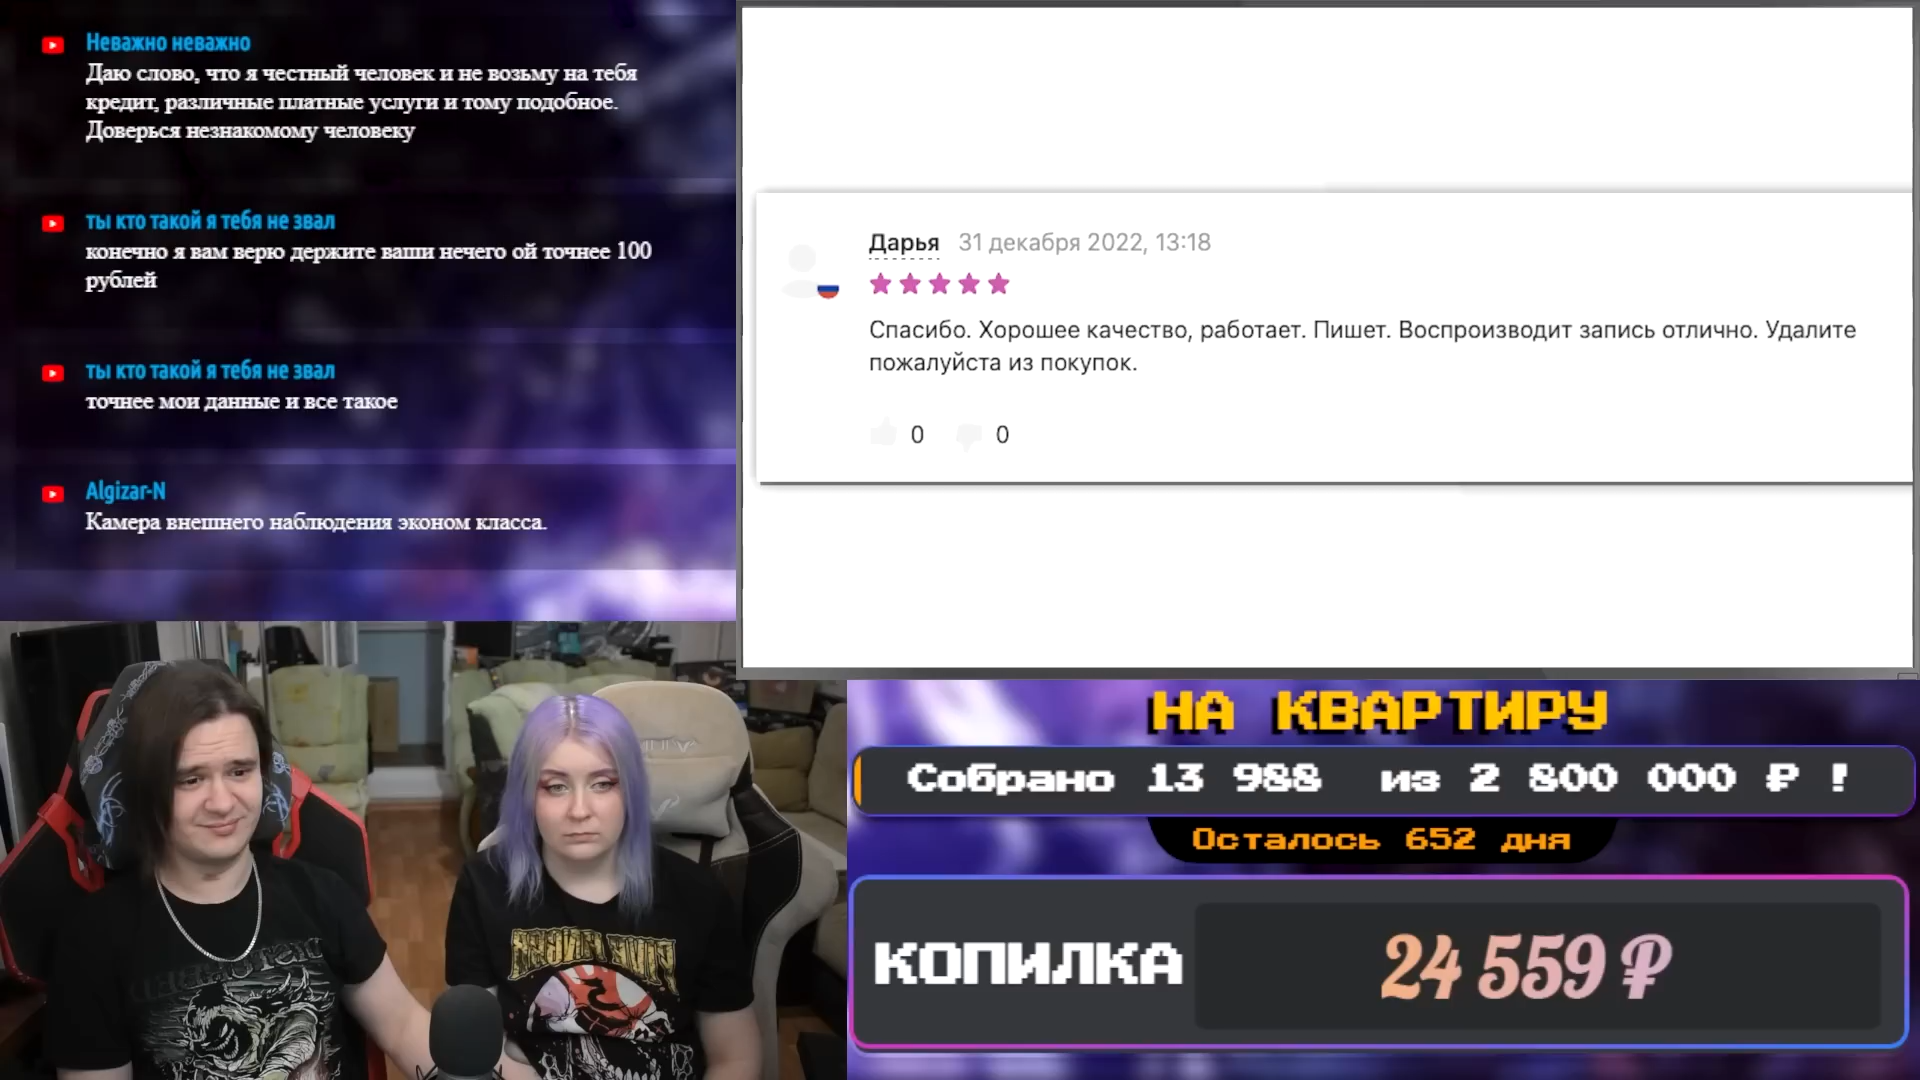 Неважно неважно
Даю слово, что я честный человек и не возьму на тебя
кредит, различные платные услуги и тому подобное.
Доверься незнакомому человеку
ты кто такой я тебя не звал
конечно я вам верю держите ваши нечего ой точнее 100
рублей
ты кто такой я тебя не звал
точнее мои данные и все такое
Algizar-N
Камера внешнего наблюдения эконом класса.
Дарья 31 декабря 2022, 13:18
Спасибо. Хорошее качество, работает. Пишет. Воспроизводит запись отлично. Удалите
пожалуйста из покупок.
0 0
НА КВАРТИРУ
Собрано 13 988 из 2 800 000 ₽ !
Осталось 652 дня
КОПИЛКА 24 559 ₽